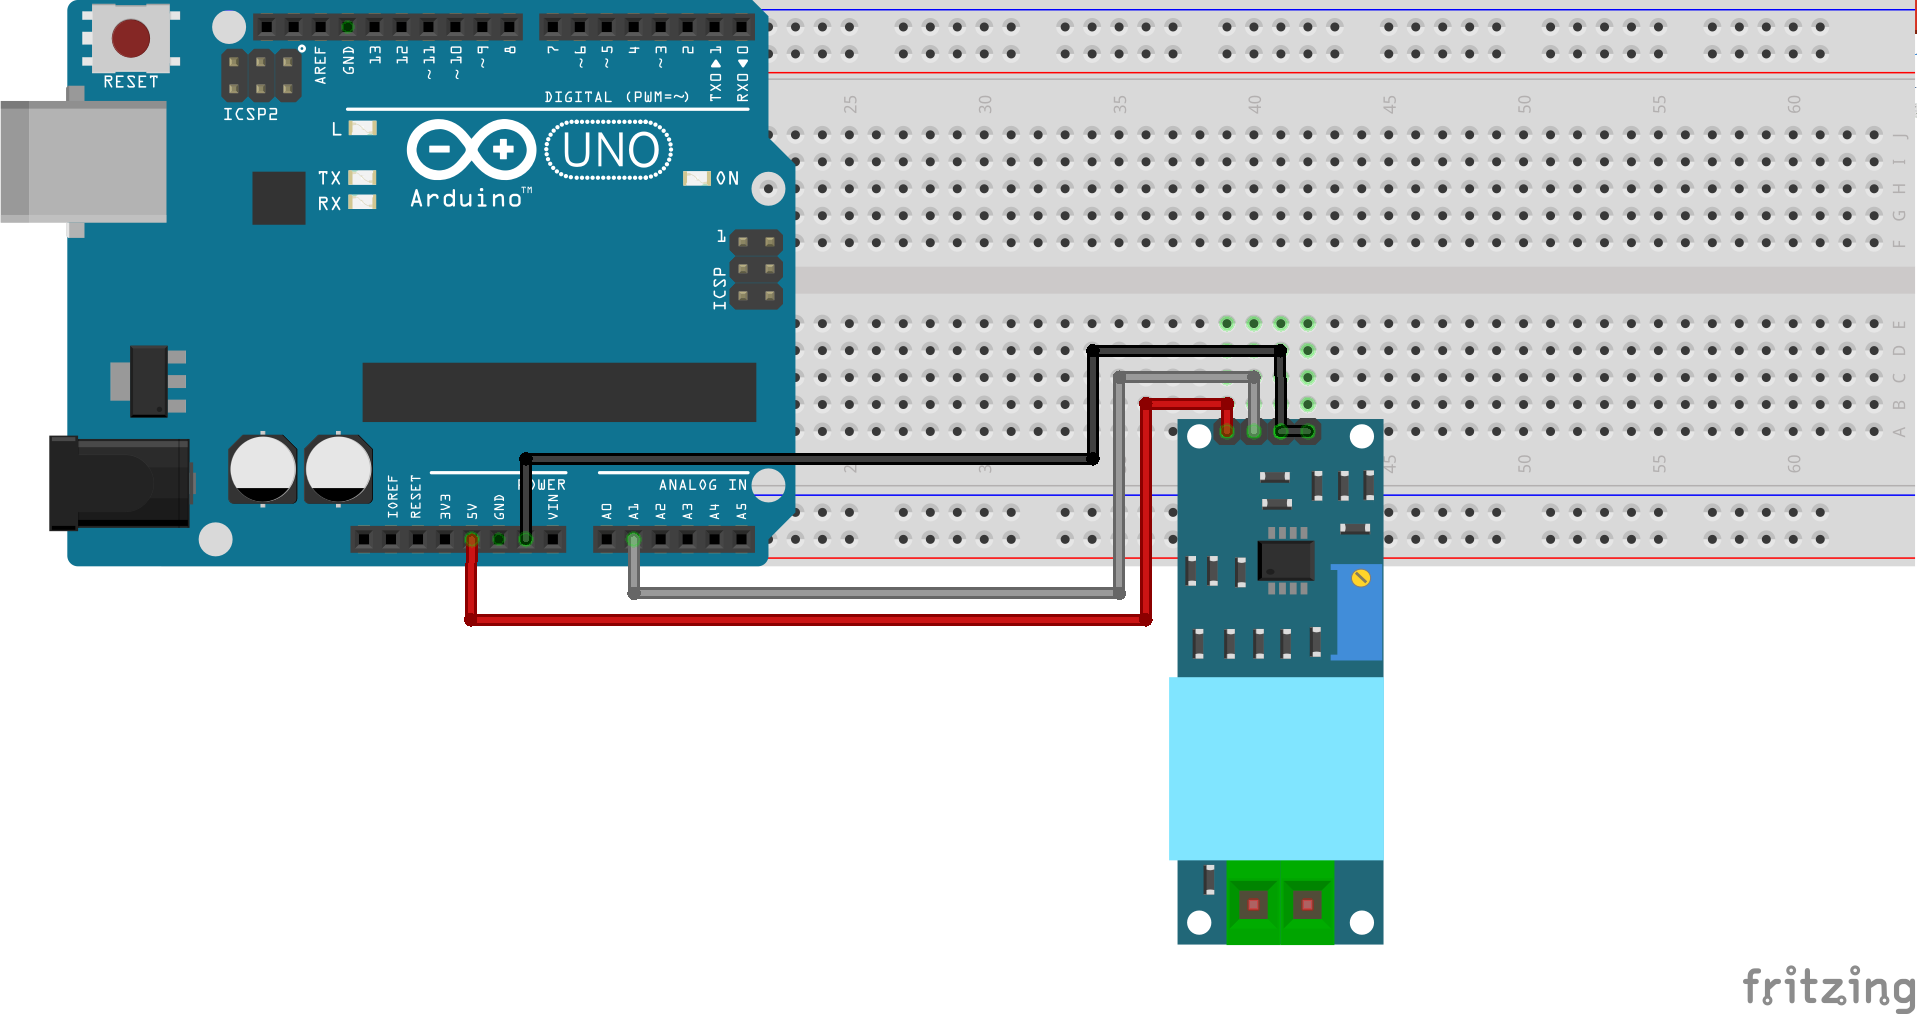 RESET
ICSP2
AREF
GND
13
12
~11
~10
~9
8
7
~6
~5
4
~3
2
TX0▶1
RX0◀0
DIGITAL (PWM=~)
L
TX
RX
UNO
Arduino™
ON
1
ICSP
25
30
35
40
45
50
55
60
J
I
H
G
F
E
D
C
B
A
45
50
55
60
IOREF
RESET
3V3
5V
GND
VIN
ANALOG IN
A0
A1
A2
A3
A4
A5
fritzing